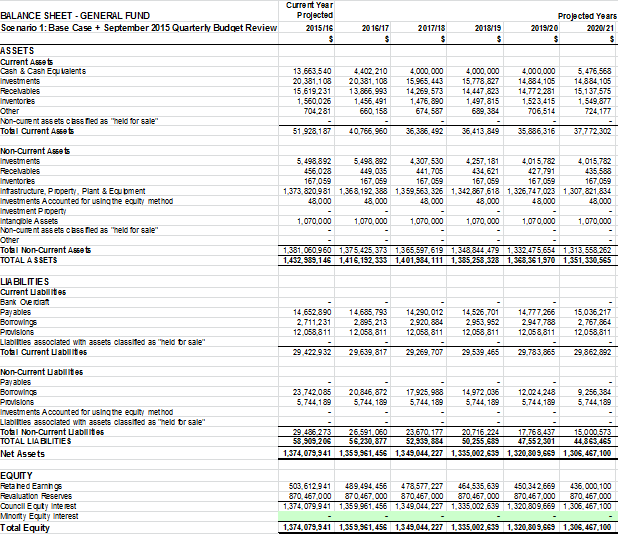 Current Year
BALANCE SHEET - GENERAL FUND Projected Projected Years
Scenario 1: Base Case + September 2015 Quarterly Budget Review 2015/16 2016/17 2017/18 2018/19 2019/20 2020/21
$ $ $ $ $ $
ASSETS
Current Assets
Cash & Cash Equivalents 13,663,540 4,402,210 4,000,000 4,000,000 4,000,000 5,476,568
Investments 20,381,108 20,381,108 15,965,443 15,778,827 14,884,105 14,884,105
Receivables 15,619,231 13,866,993 14,269,573 14,447,823 14,772,281 15,137,575
Inventories 1,560,026 1,456,491 1,476,890 1,497,815 1,523,415 1,549,877
Other 704,281 660,158 674,587 689,384 706,514 724,177
Non-current assets classified as "held for sale" - - - - - -
Total Current Assets 51,928,187 40,766,960 36,386,492 36,413,849 35,886,316 37,772,302
Non-Current Assets
Investments 5,498,892 5,498,892 4,307,530 4,257,181 4,015,782 4,015,782
Receivables 456,028 449,035 441,705 434,621 427,791 435,588
Inventories 167,059 167,059 167,059 167,059 167,059 167,059
Infrastructure, Property, Plant & Equipment 1,373,820,981 1,368,192,388 1,359,563,326 1,342,867,618 1,326,747,023 1,307,821,834
Investments Accounted for using the equity method 48,000 48,000 48,000 48,000 48,000 48,000
Investment Property - - - - - -
Intangible Assets 1,070,000 1,070,000 1,070,000 1,070,000 1,070,000 1,070,000
Non-current assets classified as "held for sale" - - - - - -
Other - - - - - -
Total Non-Current Assets 1,381,060,960 1,375,425,373 1,365,597,619 1,348,844,479 1,332,475,654 1,313,558,262
TOTAL ASSETS 1,432,989,146 1,416,192,333 1,401,984,111 1,385,258,328 1,368,361,970 1,351,330,565
LIABILITIES
Current Liabilities
Bank Overdraft - - - - - -
Payables 14,652,890 14,685,793 14,290,012 14,526,701 14,777,266 15,036,217
Borrowings 2,711,231 2,895,213 2,920,884 2,953,952 2,947,788 2,767,864
Provisions 12,058,811 12,058,811 12,058,811 12,058,811 12,058,811 12,058,811
Liabilities associated with assets classified as "held for sale" - - - - - -
Total Current Liabilities 29,422,932 29,639,817 29,269,707 29,539,465 29,783,865 29,862,892
Non-Current Liabilities
Payables - - - - - -
Borrowings 23,742,085 20,846,872 17,925,988 14,972,036 12,024,248 9,256,384
Provisions 5,744,189 5,744,189 5,744,189 5,744,189 5,744,189 5,744,189
Investments Accounted for using the equity method - - - - - -
Liabilities associated with assets classified as "held for sale" - - - - - -
Total Non-Current Liabilities 29,486,273 26,591,060 23,670,177 20,716,224 17,768,437 15,000,573
TOTAL LIABILITIES 58,909,206 56,230,877 52,939,884 50,255,689 47,552,301 44,863,465
Net Assets 1,374,079,941 1,359,961,456 1,349,044,227 1,335,002,639 1,320,809,669 1,306,467,100
EQUITY
Retained Earnings 503,612,941 489,494,456 478,577,227 464,535,639 450,342,669 436,000,100
Revaluation Reserves 870,467,000 870,467,000 870,467,000 870,467,000 870,467,000 870,467,000
Council Equity Interest 1,374,079,941 1,359,961,456 1,349,044,227 1,335,002,639 1,320,809,669 1,306,467,100
Minority Equity Interest - - - - - -
Total Equity 1,374,079,941 1,359,961,456 1,349,044,227 1,335,002,639 1,320,809,669 1,306,467,100